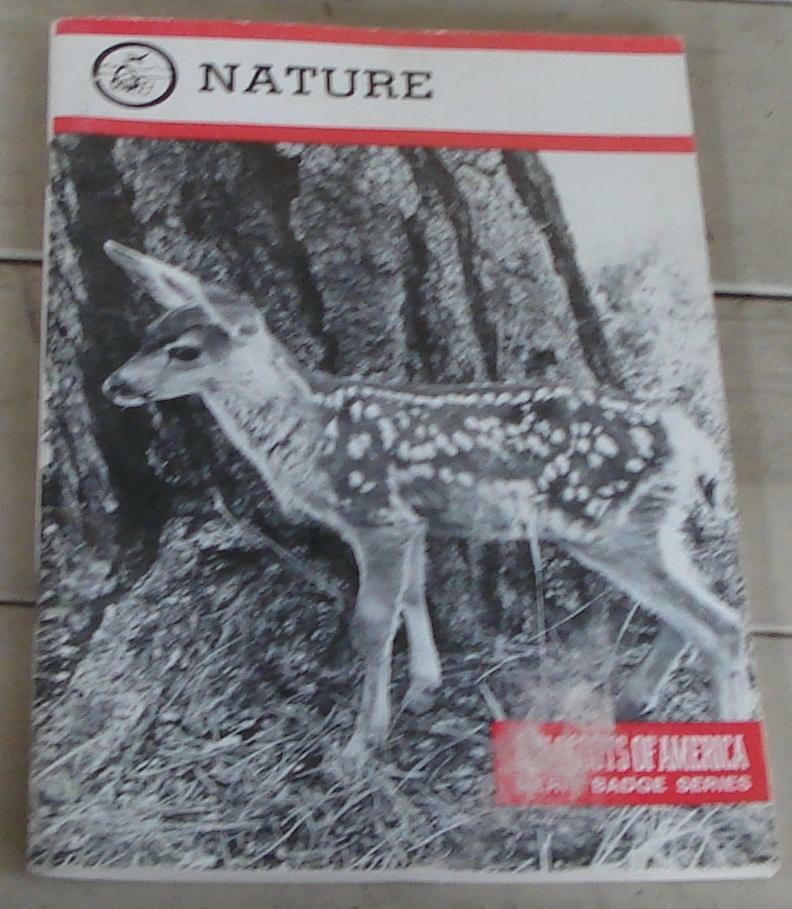 NATURE
OF AMERICA
BADGE SERIES